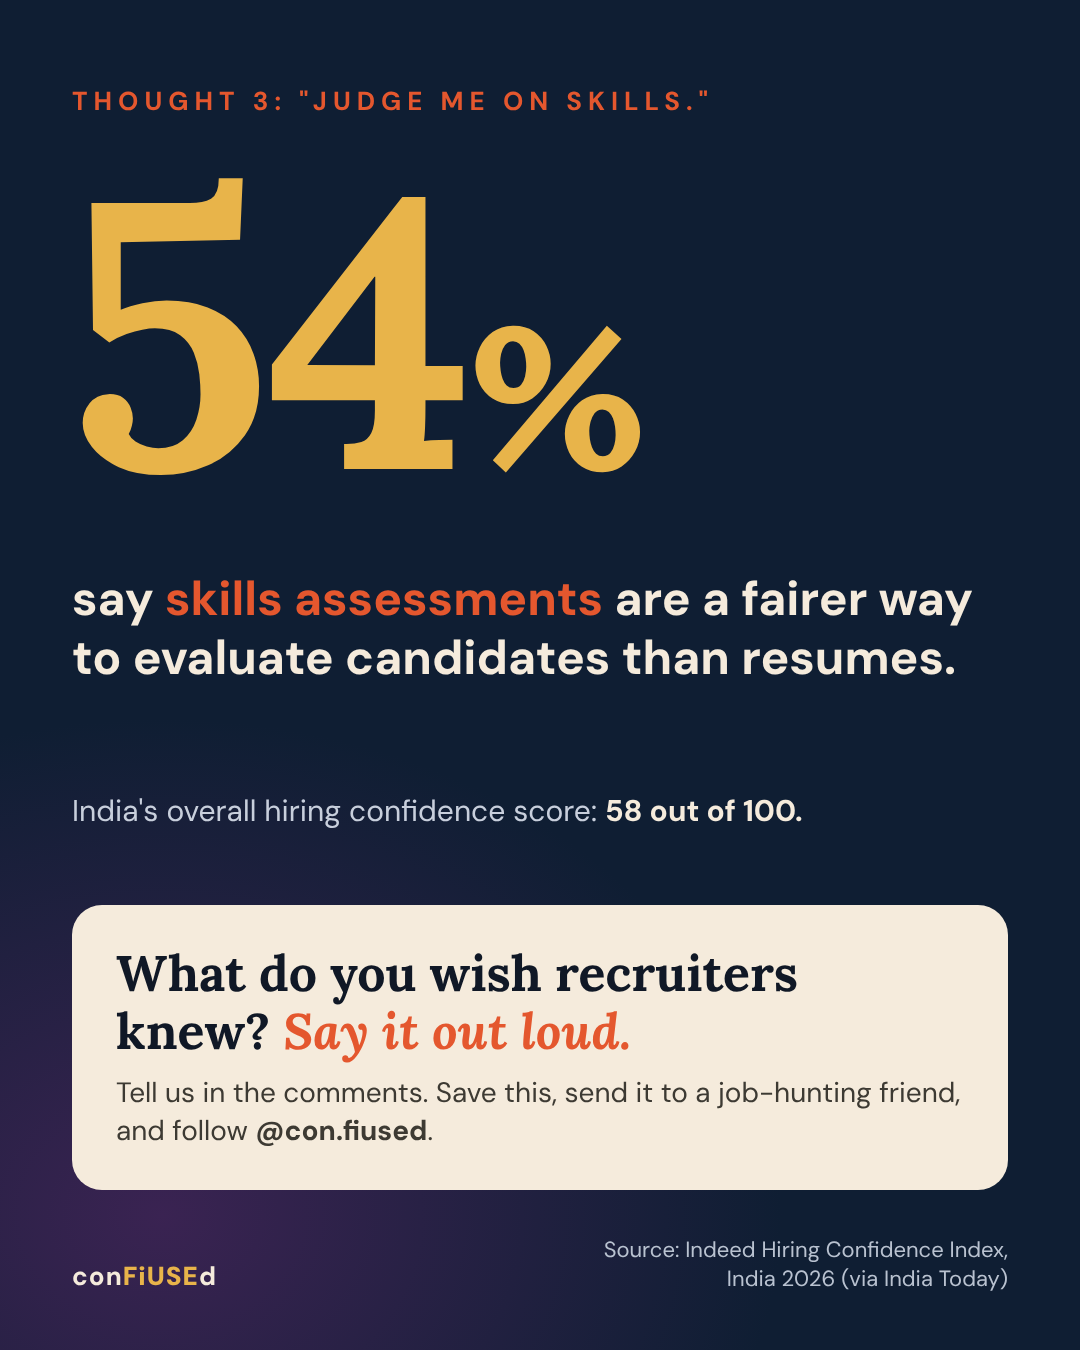 THOUGHT 3: "JUDGE ME ON SKILLS."
54%
say skills assessments are a fairer way
to evaluate candidates than resumes.
India's overall hiring confidence score: 58 out of 100.
What do you wish recruiters
knew? Say it out loud.
Tell us in the comments. Save this, send it to a job-hunting friend,
and follow @con.fiused.
conFiUSEd
Source: Indeed Hiring Confidence Index,
India 2026 (via India Today)